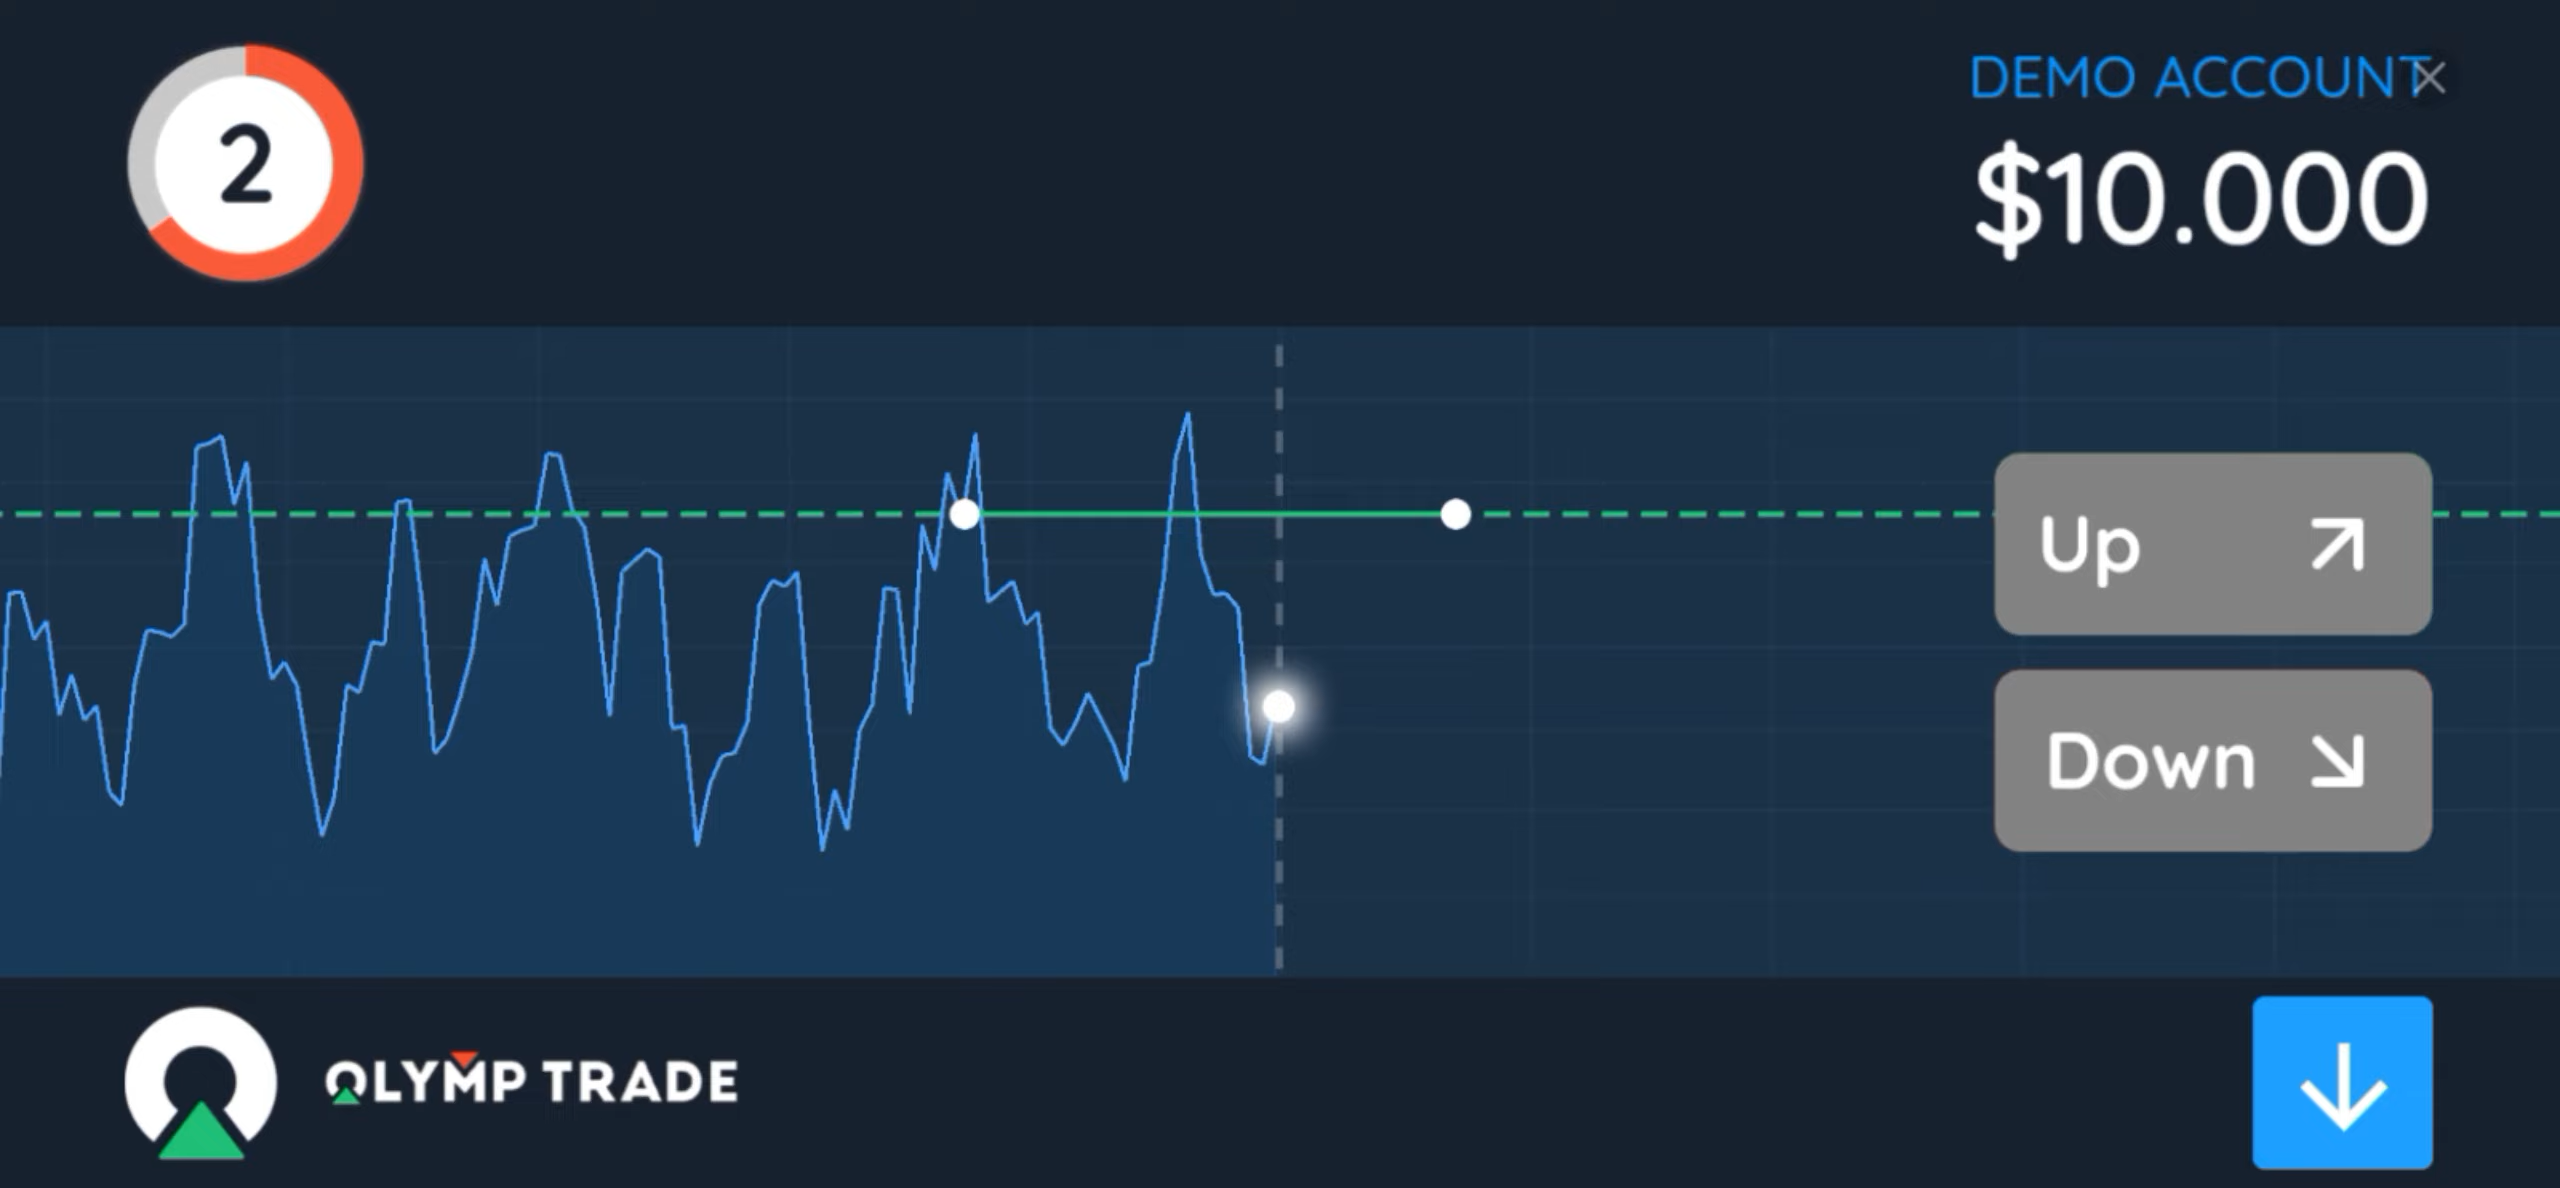 2
DEMO ACCOUNT
$10.000
Up
Down
OLYMP TRADE